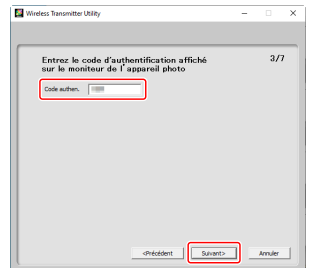 Wireless Transmitter Utility
Entrez le code d'authentification affiché
sur le moniteur de l'appareil photo
3/7
Code authen.
<Précédent
Suivant>
Annuler